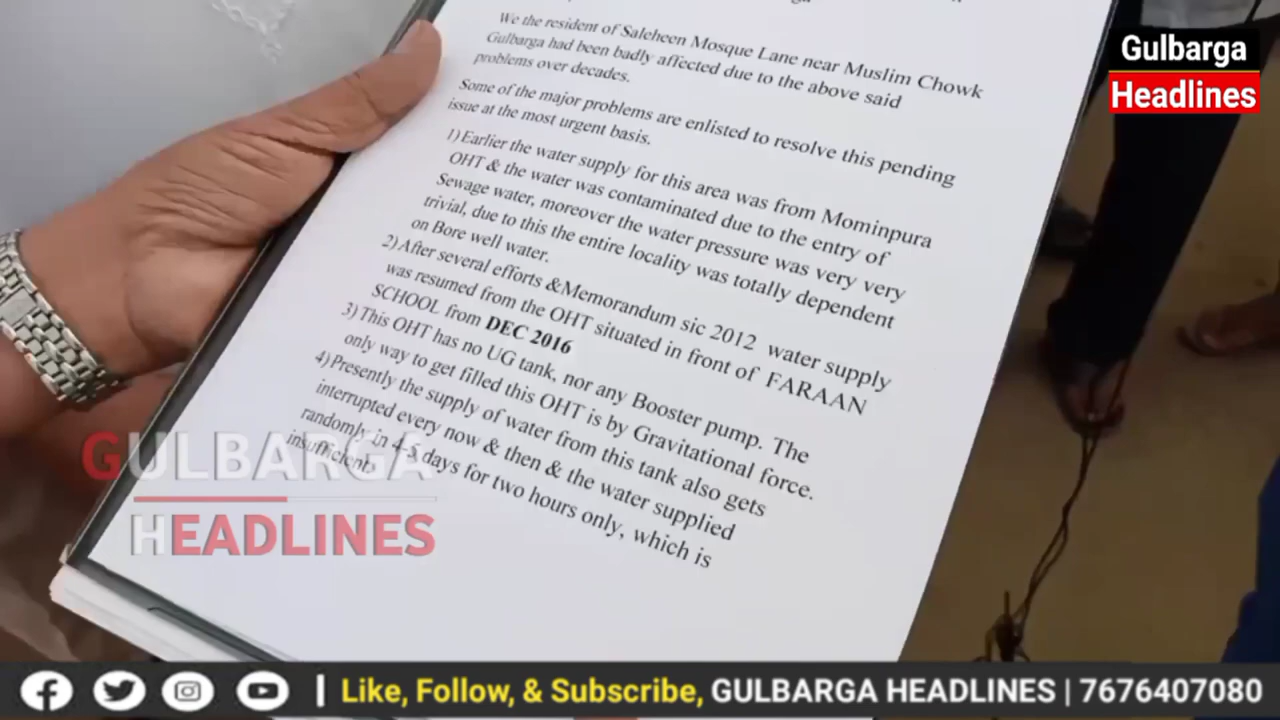 We the resident of Saleheen Mosque Lane near Muslim Chowk
Gulbarga had been badly affected due to the above said
problems over decades.
Some of the major problems are enlisted to resolve this pending
issue at the most urgent basis.
1) Earlier the water supply for this area was from Mominpura
OHT & the water was contaminated due to the entry of
Sewage water, moreover the water pressure was very very
trivial, due to this the entire locality was totally dependent
on Bore well water.
2) After several efforts &Memorandum sic 2012 water supply
was resumed from the OHT situated in front of FARAAN
SCHOOL from DEC 2016
3) This OHT has no UG tank, nor any Booster pump. The
only way to get filled this OHT is by Gravitational force.
4) Presently the supply of water from this tank also gets
interrupted every now & then & the water supplied
randomly in 4-5 days for two hours only, which is
insufficient.
Gulbarga
Headlines
GULBARGA
HEADLINES
| Like, Follow, & Subscribe, GULBARGA HEADLINES | 7676407080